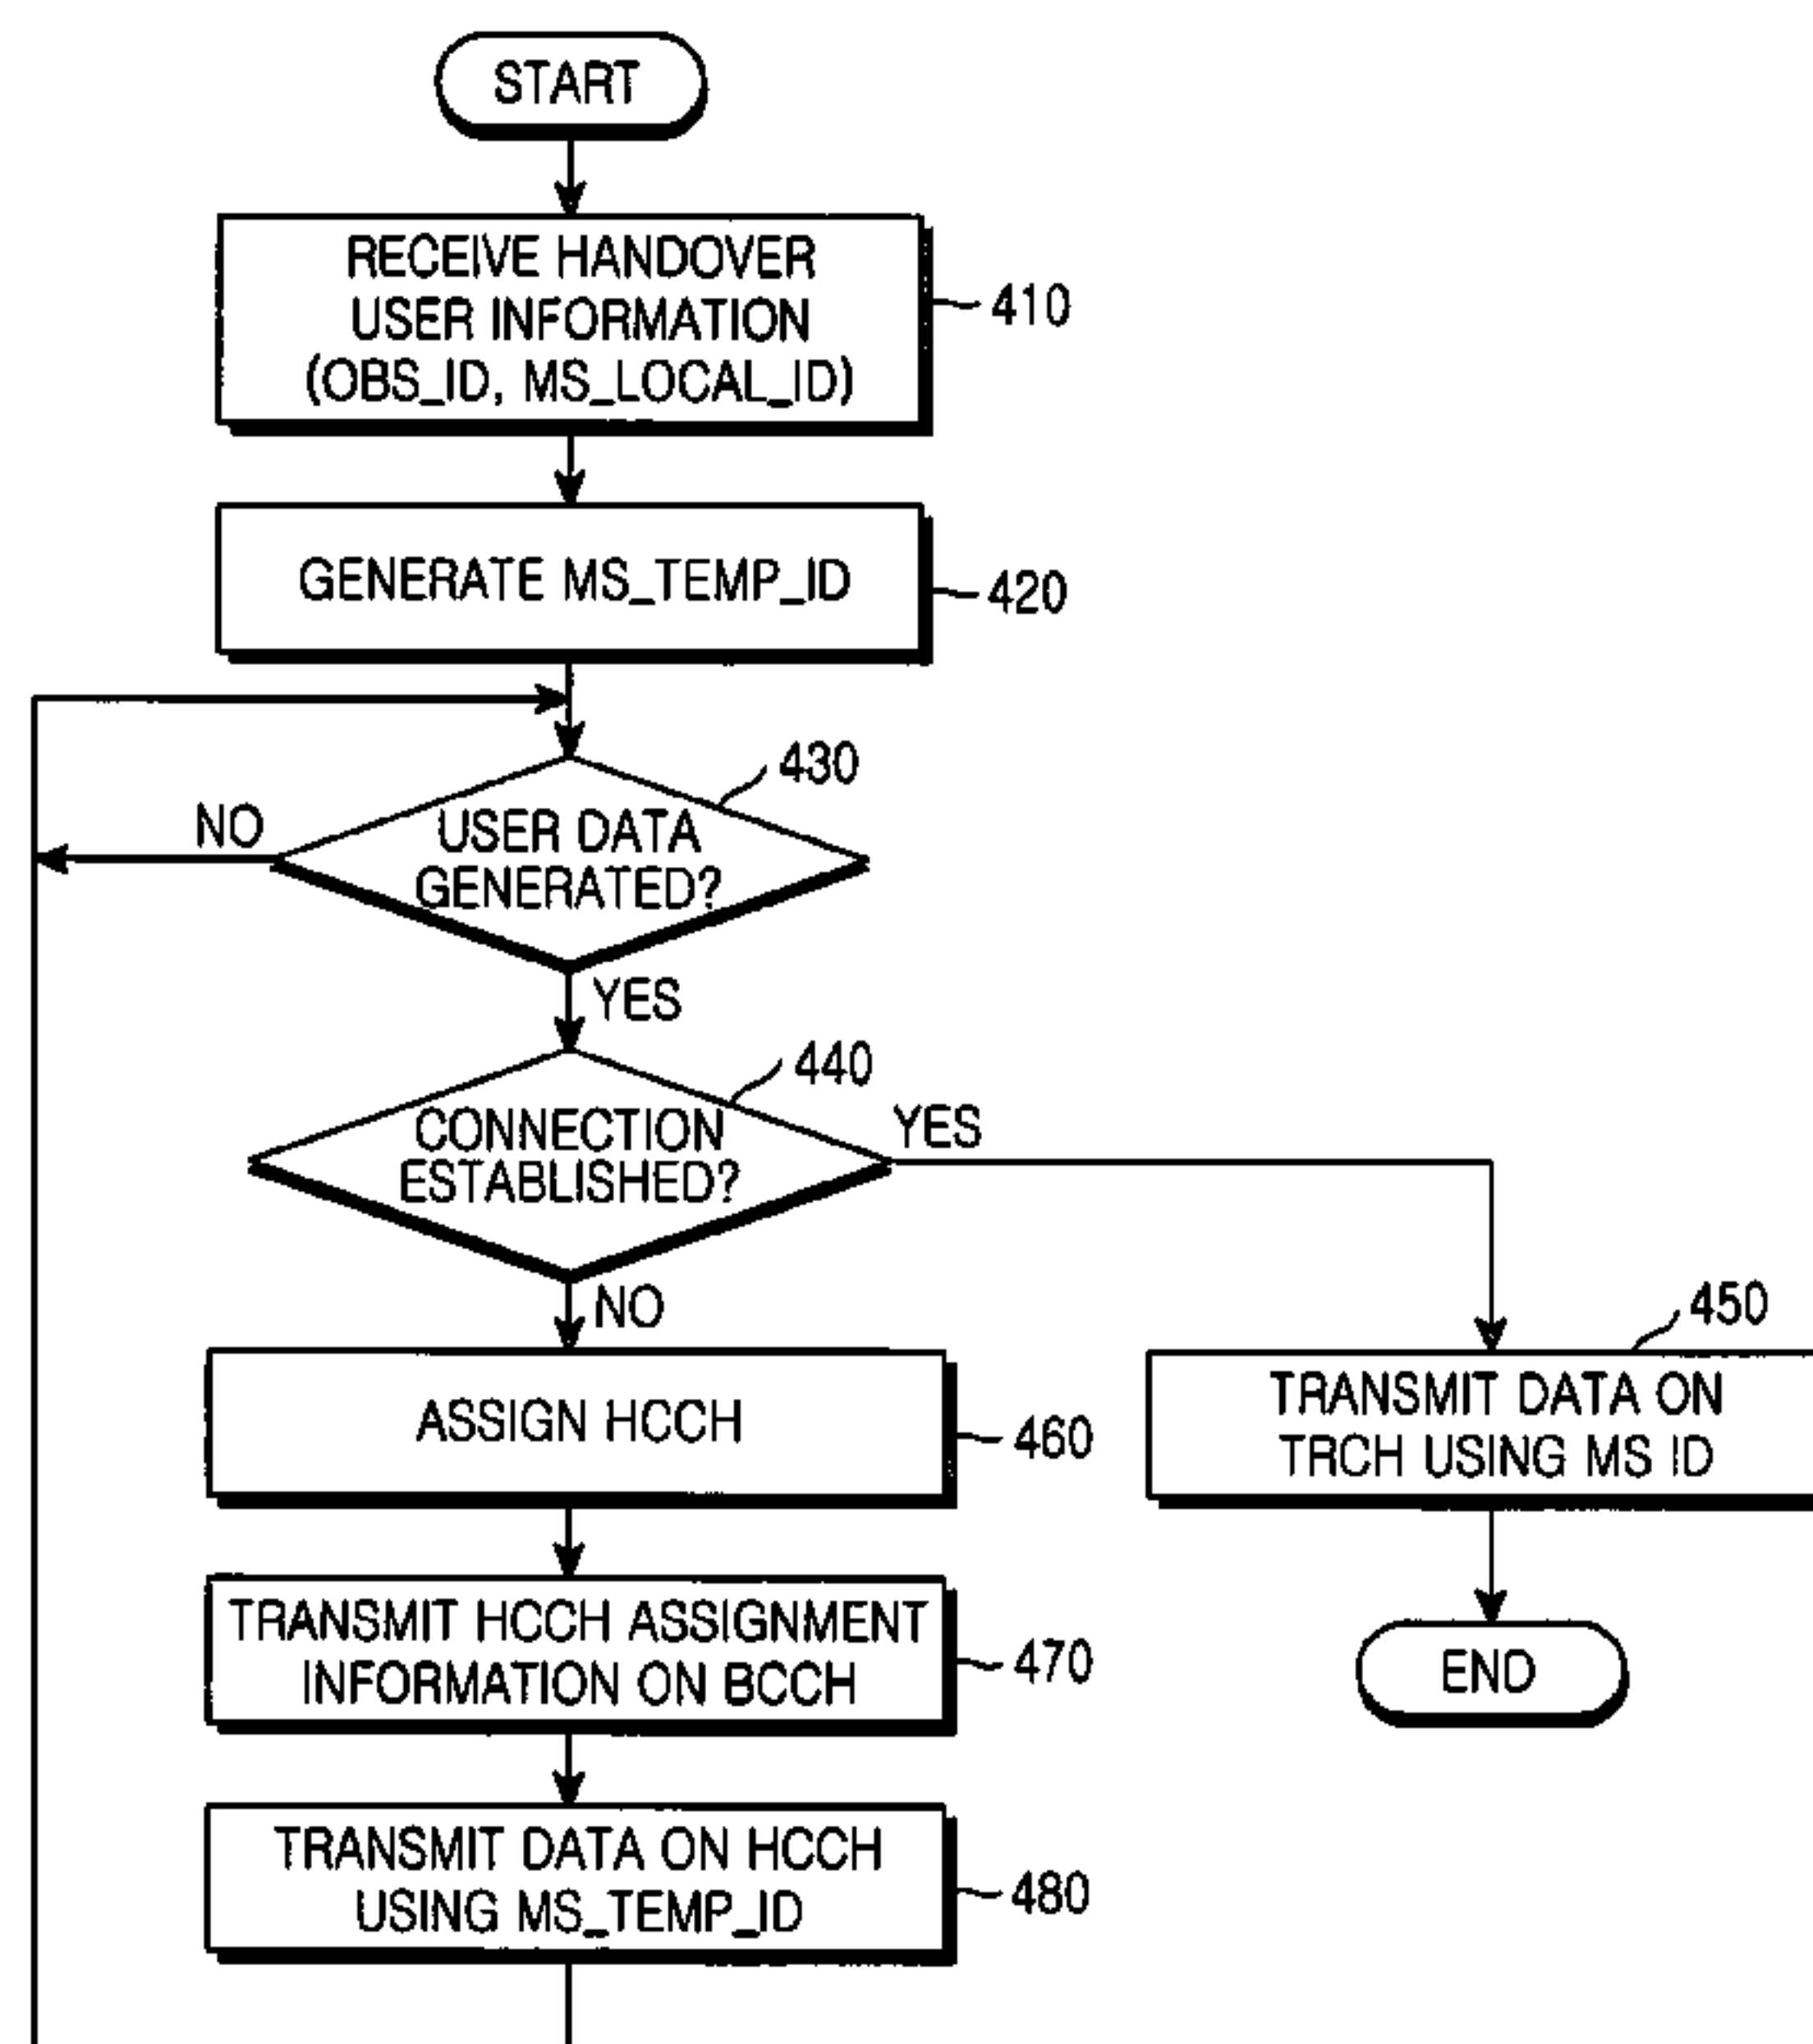 START
RECEIVE HANDOVER
USER INFORMATION
(OBS_ID, MS_LOCAL_ID)
410
GENERATE MS_TEMP_ID
420
430
NO
USER DATA
GENERATED?
YES
440
CONNECTION
ESTABLISHED?
YES
NO
450
TRANSMIT DATA ON
TRCH USING MS ID
ASSIGN HCCH
460
TRANSMIT HCCH ASSIGNMENT
INFORMATION ON BCCH
470
END
TRANSMIT DATA ON HCCH
USING MS_TEMP_ID
480